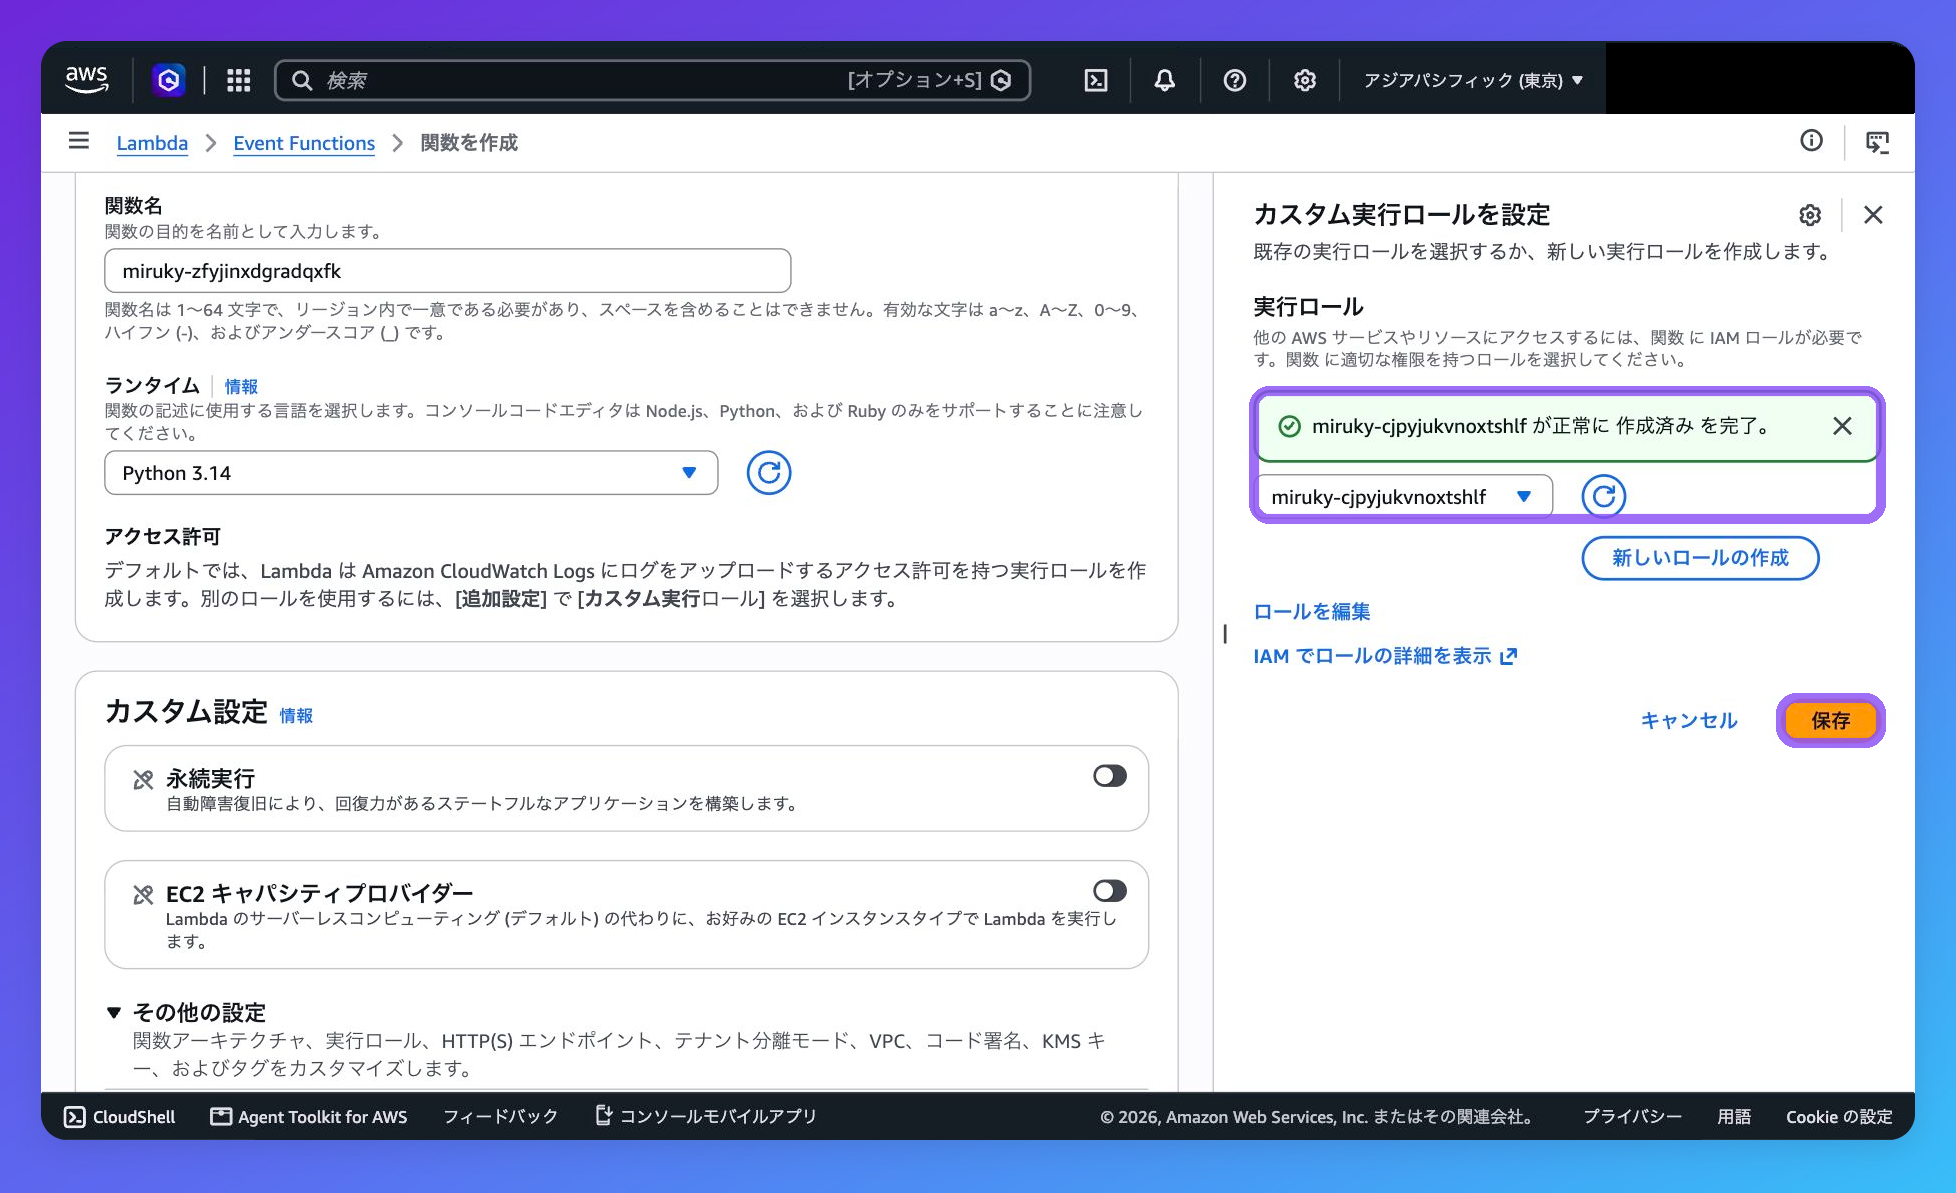 aws
検索
[オプション+S]
アジアパシフィック (東京) ▼
Lambda > Event Functions > 関数を作成
関数名
関数の目的を名前として入力します。
miruky-zfyjinxdgradqxfk
関数名は 1～64 文字で、リージョン内で一意である必要があり、スペースを含めることはできません。有効な文字は a～z、A～Z、0～9、
ハイフン (-)、およびアンダースコア (_) です。
ランタイム 情報
関数の記述に使用する言語を選択します。コンソールコードエディタは Node.js、Python、および Ruby のみをサポートすることに注意し
てください。
Python 3.14
アクセス許可
デフォルトでは、Lambda は Amazon CloudWatch Logs にログをアップロードするアクセス許可を持つ実行ロールを作
成します。別のロールを使用するには、[追加設定] で [カスタム実行ロール] を選択します。
カスタム設定 情報
永続実行
自動障害復旧により、回復力があるステートフルなアプリケーションを構築します。
EC2 キャパシティプロバイダー
Lambda のサーバーレスコンピューティング (デフォルト) の代わりに、お好みの EC2 インスタンスタイプで Lambda を実行し
ます。
▼ その他の設定
関数アーキテクチャ、実行ロール、HTTP(S) エンドポイント、テナント分離モード、VPC、コード署名、KMS キ
ー、およびタグをカスタマイズします。
カスタム実行ロールを設定
既存の実行ロールを選択するか、新しい実行ロールを作成します。
実行ロール
他の AWS サービスやリソースにアクセスするには、関数 に IAM ロールが必要で
す。関数 に適切な権限を持つロールを選択してください。
miruky-cjpyjukvnoxtshlf が正常に 作成済み を完了。
miruky-cjpyjukvnoxtshlf
新しいロールの作成
ロールを編集
IAM でロールの詳細を表示
キャンセル
保存
CloudShell
Agent Toolkit for AWS
フィードバック
コンソールモバイルアプリ
© 2026, Amazon Web Services, Inc. またはその関連会社。
プライバシー
用語
Cookie の設定